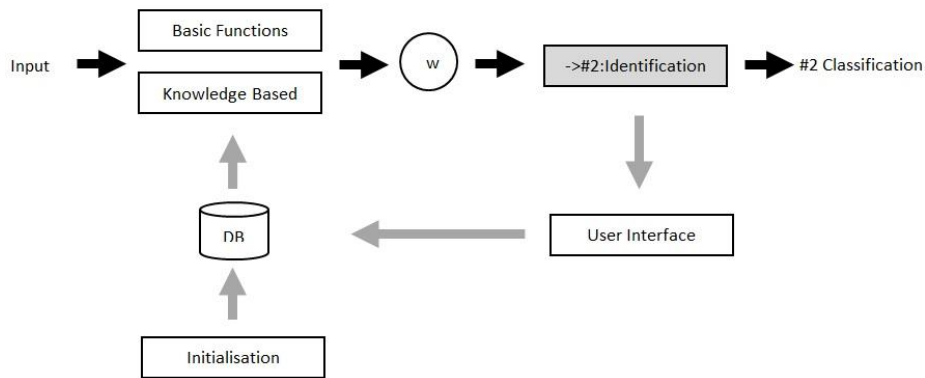 Basic Functions
Input
w
->#2:Identification
#2 Classification
Knowledge Based
DB
User Interface
Initialisation